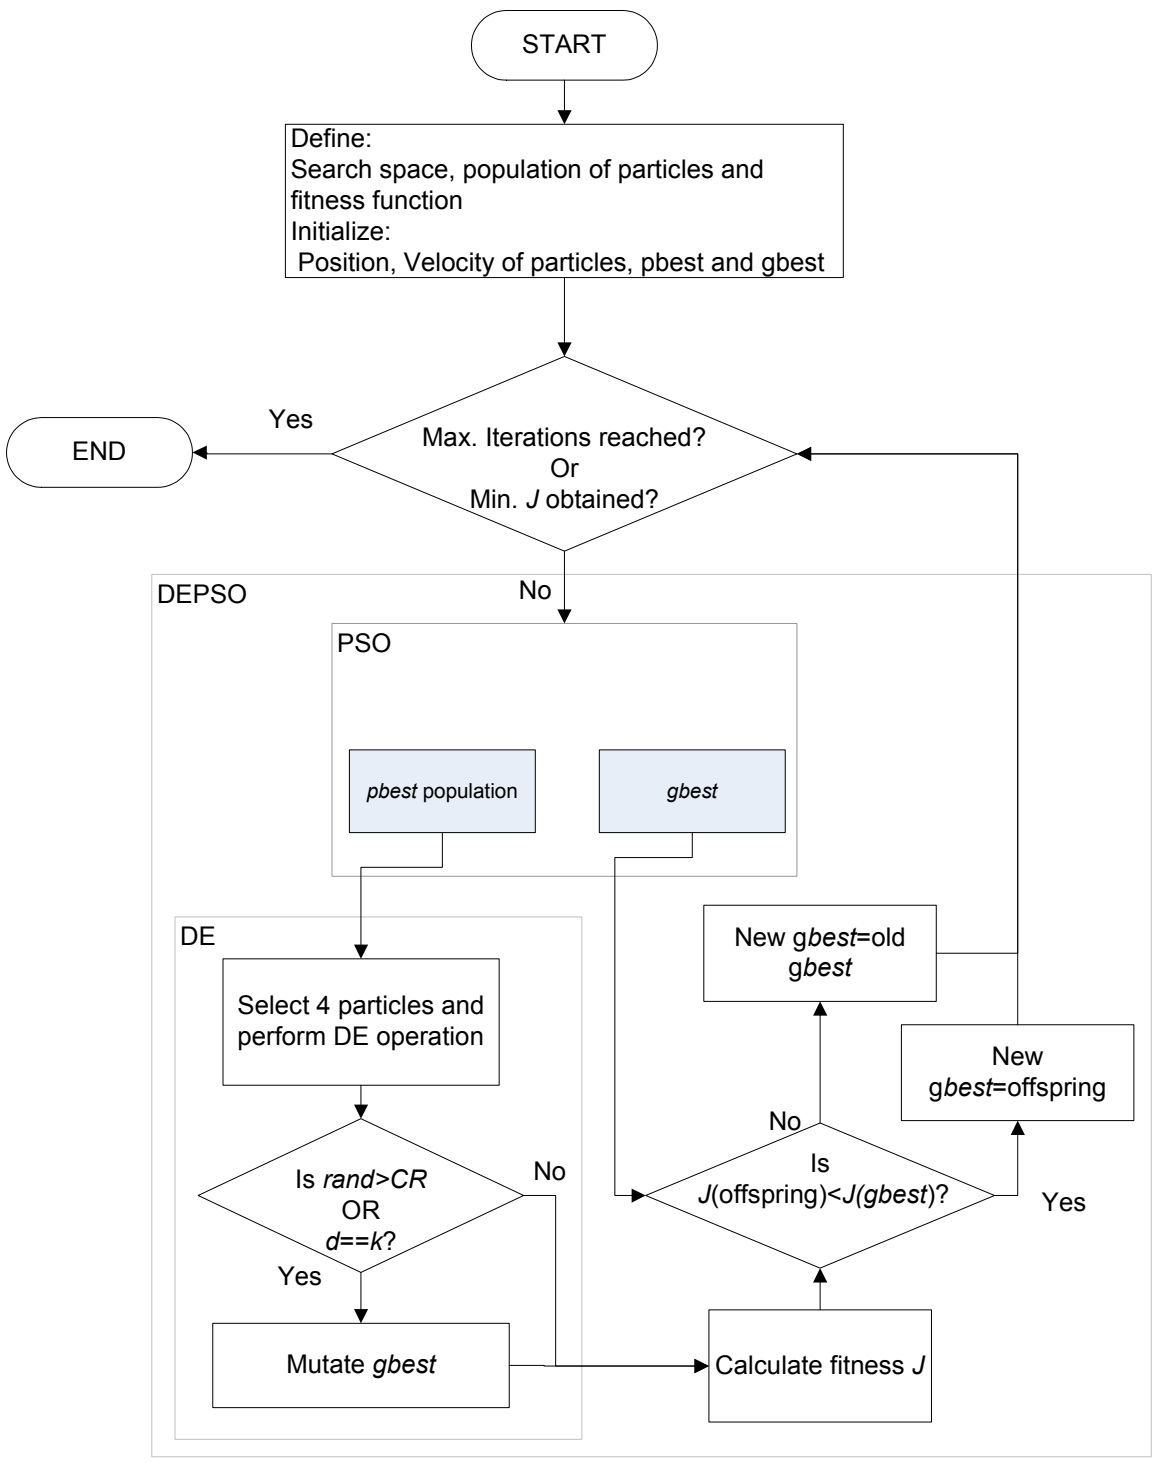 START
Define:
Search space, population of particles and
fitness function
Initialize:
Position, Velocity of particles, pbest and gbest
Yes
END
Max. Iterations reached?
Or
Min. J obtained?
DEPSO
No
PSO
pbest population
gbest
DE
Select 4 particles and
perform DE operation
New gbest=old
gbest
New
gbest=offspring
No
Is
J(offspring)<J(gbest)?
Yes
Is rand>CR
OR
d==k?
No
Yes
Mutate gbest
Calculate fitness J